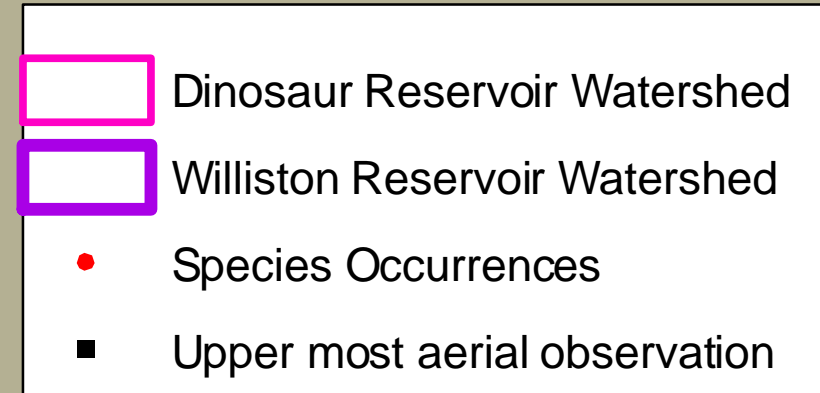 Dinosaur Reservoir Watershed
Williston Reservoir Watershed
Species Occurrences
Upper most aerial observation